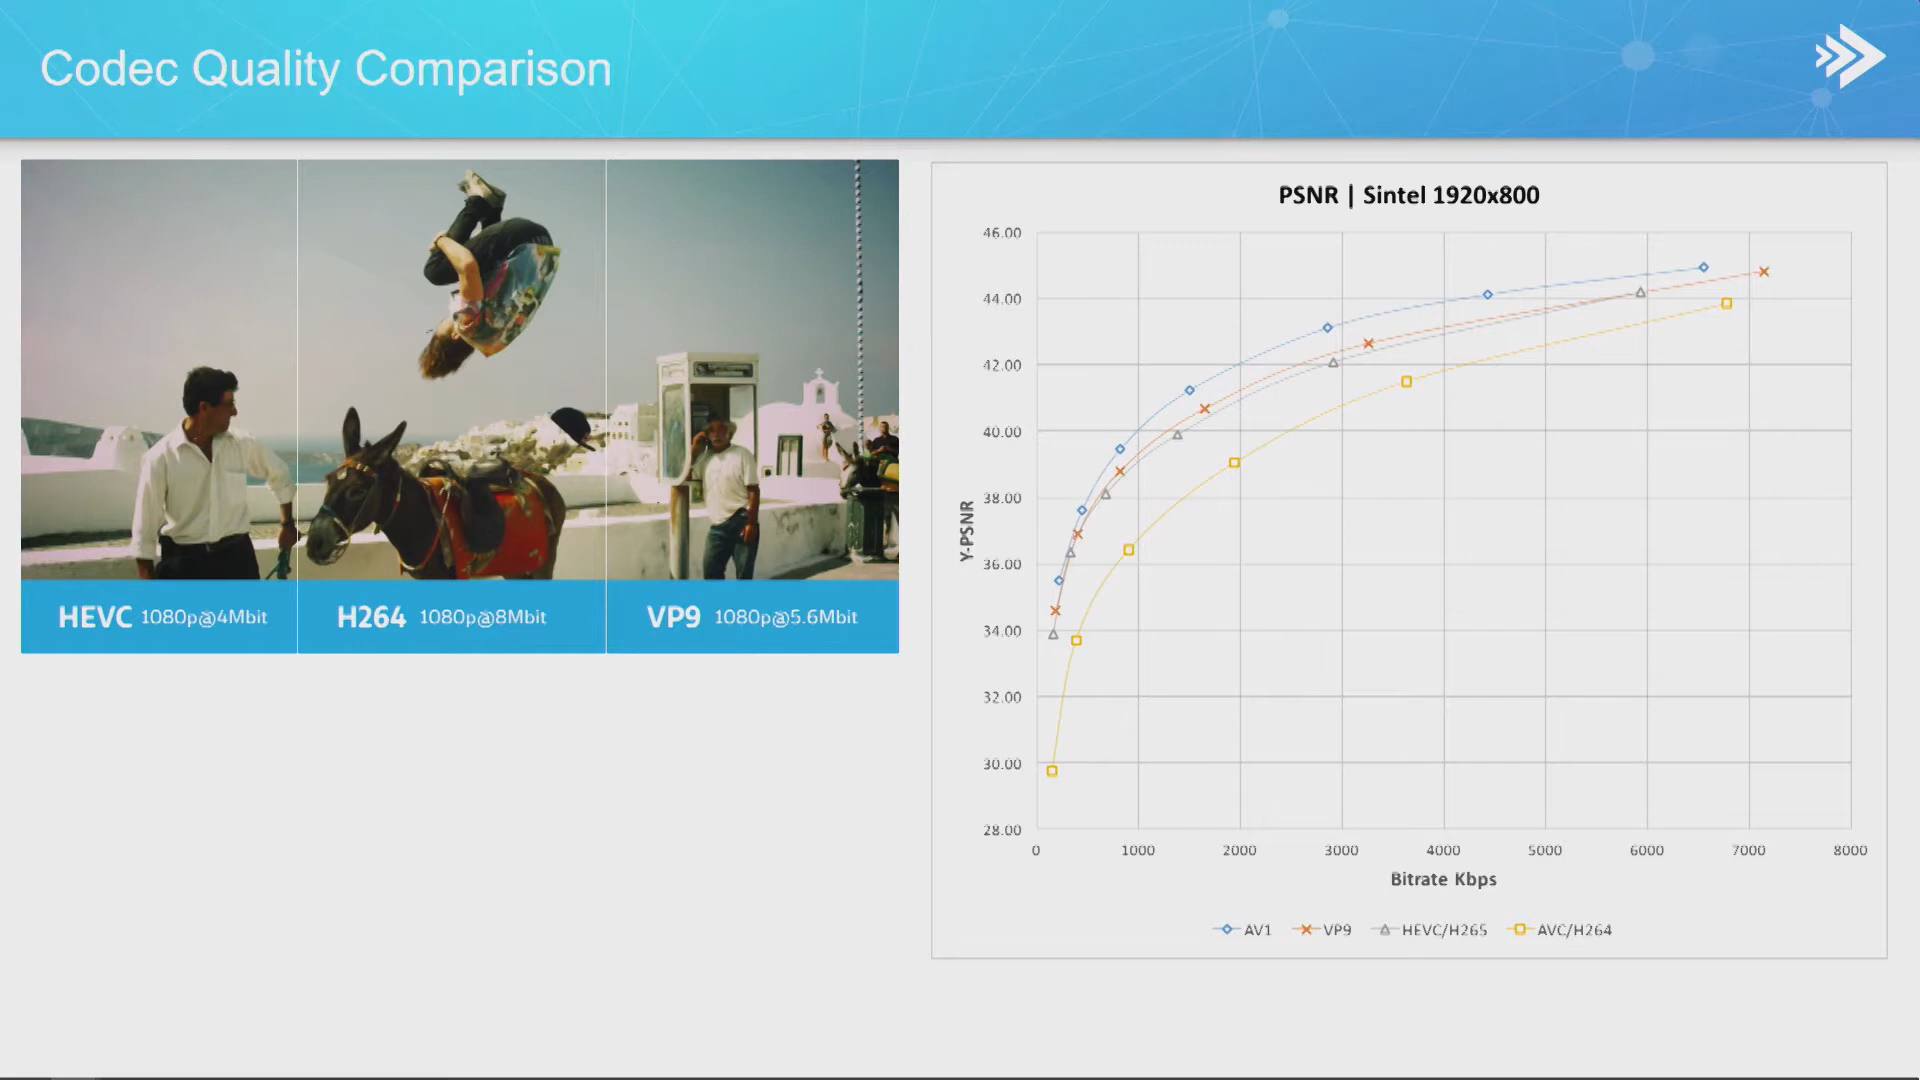 Codec Quality Comparison
HEVC 1080p@4Mbit
H264 1080p@8Mbit
VP9 1080p@5.6Mbit
PSNR | Sintel 1920x800
46.00
44.00
42.00
40.00
38.00
36.00
34.00
32.00
30.00
28.00
Y-PSNR
0 1000 2000 3000 4000 5000 6000 7000 8000
Bitrate Kbps
AV1 VP9 HEVC/H265 AVC/H264